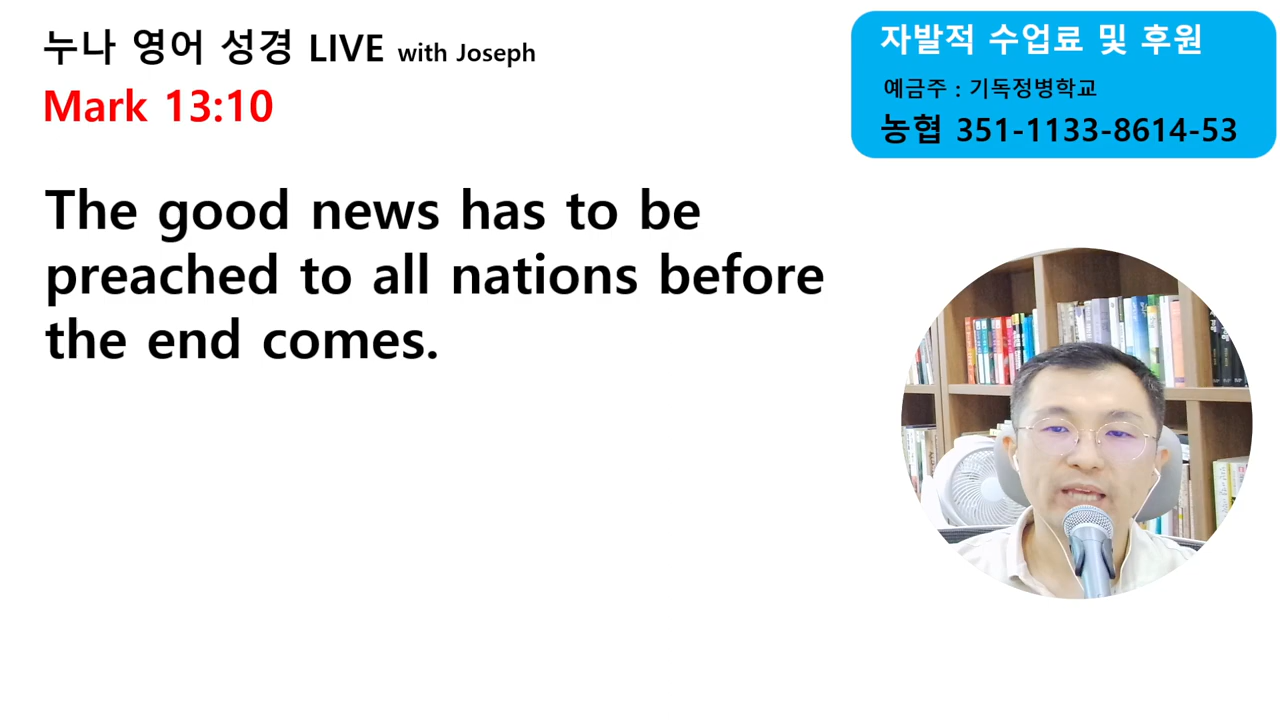 누나 영어 성경 LIVE with Joseph
Mark 13:10
The good news has to be
preached to all nations before
the end comes.
자발적 수업료 및 후원
예금주 : 기독정병학교
농협 351-1133-8614-53